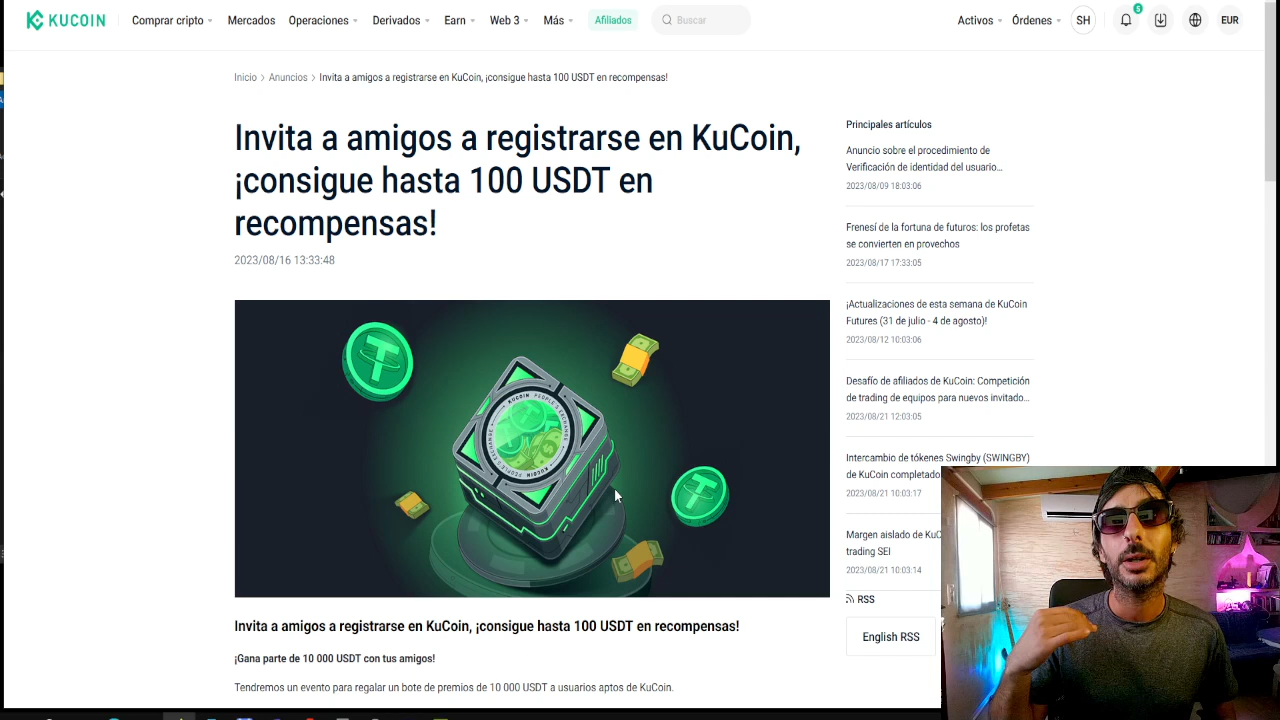 KUCOIN
Comprar cripto Mercados Operaciones Derivados Earn Web 3 Más Afiliados Buscar Activos Órdenes SH 5 EUR
Inicio > Anuncios > Invita a amigos a registrarse en KuCoin, ¡consigue hasta 100 USDT en recompensas!
Invita a amigos a registrarse en KuCoin,
¡consigue hasta 100 USDT en
recompensas!
2023/08/16 13:33:48
KUCOIN PEOPLE'S EXCHANGE
KUCOIN PEOPLE'S EXCHANGE
Invita a amigos a registrarse en KuCoin, ¡consigue hasta 100 USDT en recompensas!
¡Gana parte de 10 000 USDT con tus amigos!
Tendremos un evento para regalar un bote de premios de 10 000 USDT a usuarios aptos de KuCoin.
Principales artículos
Anuncio sobre el procedimiento de
Verificación de identidad del usuario...
2023/08/09 18:03:06
Frenesí de la fortuna de futuros: los profetas
se convierten en provechos
2023/08/17 17:33:05
¡Actualizaciones de esta semana de KuCoin
Futures (31 de julio - 4 de agosto)!
2023/08/12 10:03:06
Desafío de afiliados de KuCoin: Competición
de trading de equipos para nuevos invitado...
2023/08/21 12:03:05
Intercambio de tókenes Swingby (SWINGBY)
de KuCoin completado
2023/08/21 10:03:17
Margen aislado de KuC
trading SEI
2023/08/21 10:03:14
RSS
English RSS